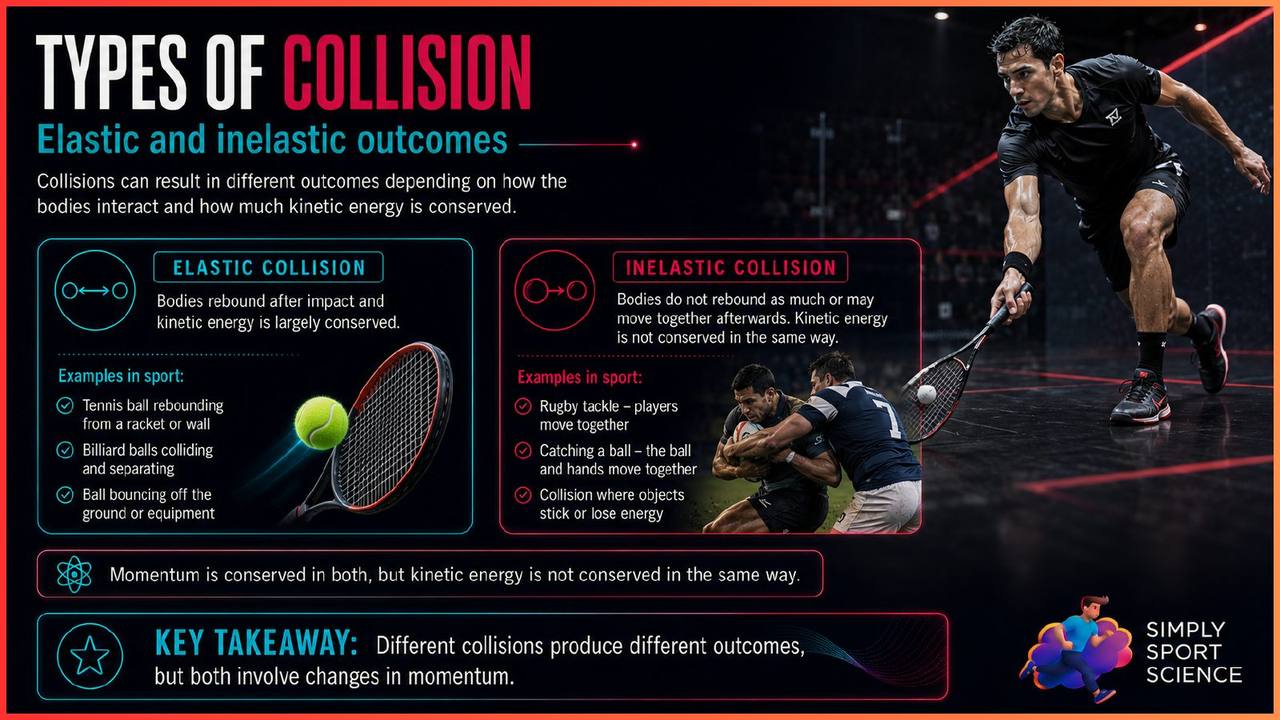 TYPES OF COLLISION
Elastic and inelastic outcomes
Collisions can result in different outcomes depending on how the
bodies interact and how much kinetic energy is conserved.
ELASTIC COLLISION
Bodies rebound after impact and
kinetic energy is largely conserved.
Examples in sport:
Tennis ball rebounding
from a racket or wall
Billiard balls colliding
and separating
Ball bouncing off the
ground or equipment
INELASTIC COLLISION
Bodies do not rebound as much or may
move together afterwards. Kinetic energy
is not conserved in the same way.
Examples in sport:
Rugby tackle – players
move together
Catching a ball – the ball
and hands move together
Collision where objects
stick or lose energy
7
Momentum is conserved in both, but kinetic energy is not conserved in the same way.
KEY TAKEAWAY: Different collisions produce different outcomes,
but both involve changes in momentum.
SIMPLY
SPORT
SCIENCE